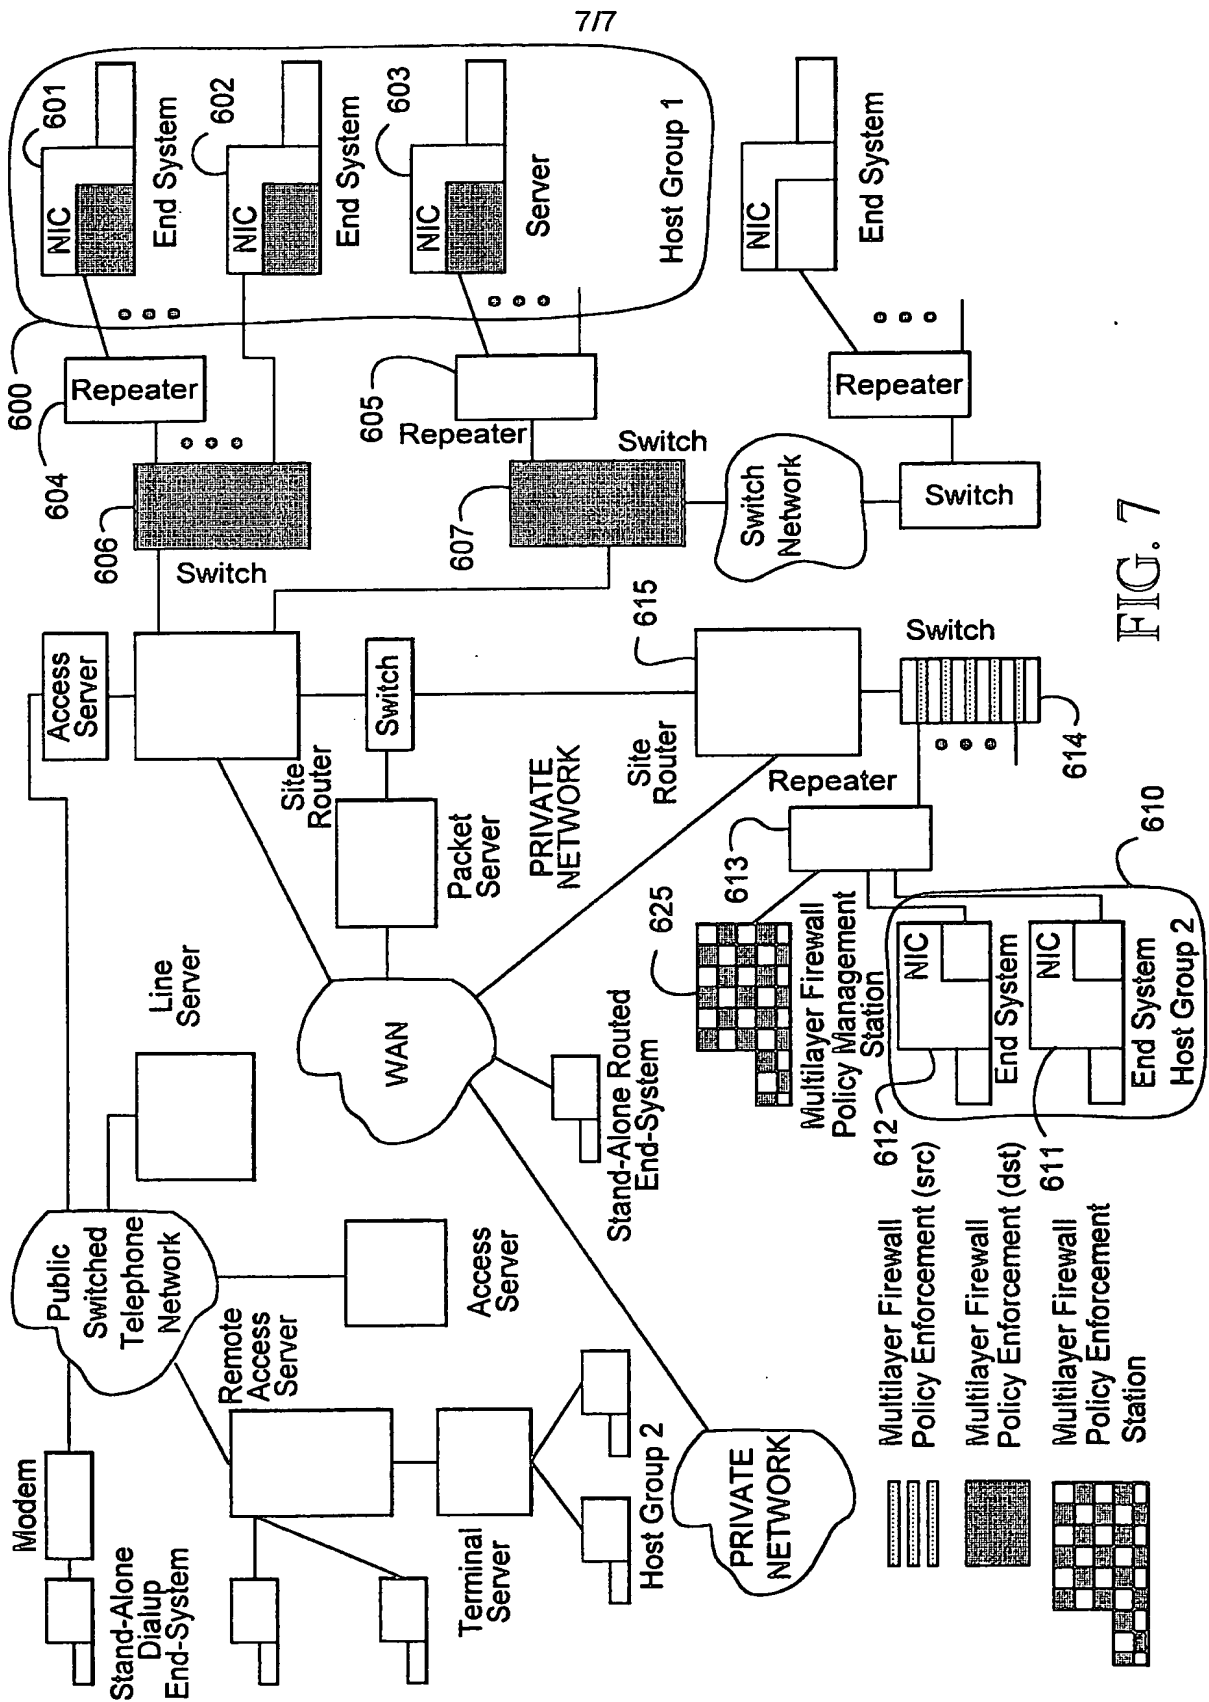 7/7
601
NIC
End System
602
NIC
End System
603
NIC
Server
Host Group 1
NIC
End System
600
604
Repeater
605
Repeater
Repeater
606
Switch
607
Switch
Switch
Network
Switch
Access
Server
Site
Router
Switch
Packet
Server
PRIVATE
NETWORK
615
Site
Router
Switch
614
Repeater
613
610
625
Multilayer Firewall
Policy Management
Station
NIC
End System
612
NIC
End System
611
Host Group 2
Line
Server
WAN
Stand-Alone Routed
End-System
Public
Switched
Telephone
Network
Access
Server
Remote
Access
Server
Modem
Stand-Alone
Dialup
End-System
Terminal
Server
Host Group 2
PRIVATE
NETWORK
Multilayer Firewall
Policy Enforcement (src)
Multilayer Firewall
Policy Enforcement (dst)
Multilayer Firewall
Policy Enforcement
Station
FIG. 7